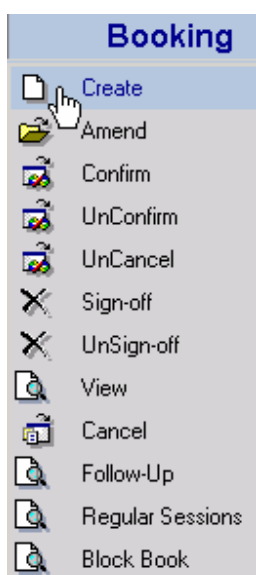 Booking
Create
Amend
Confirm
UnConfirm
UnCancel
Sign-off
UnSign-off
View
Cancel
Follow-Up
Regular Sessions
Block Book